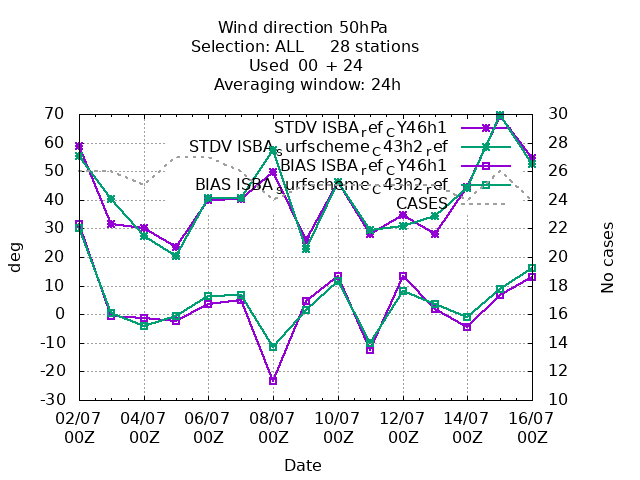 Wind direction 50hPa
Selection: ALL 28 stations
Used 00 + 24
Averaging window: 24h
70 30
60 28
50 26
40 24
30 22
20 20
10 18
0 16
-10 14
-20 12
-30 10
STDV ISBA_ref_CY46h1
STDV ISBA_surfscheme_C43h2_ref
BIAS ISBA_ref_CY46h1
BIAS ISBA_surfscheme_C43h2_ref
CASES
deg
No cases
02/07 04/07 06/07 08/07 10/07 12/07 14/07 16/07
00Z 00Z 00Z 00Z 00Z 00Z 00Z 00Z
Date